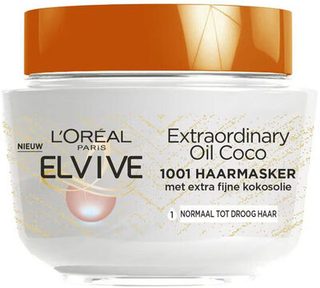 NIEUW
L'ORÉAL
PARIS
ELVIVE
Extraordinary
Oil Coco
1001 HAARMASKER
met extra fijne kokosolie
1 NORMAAL TOT DROOG HAAR